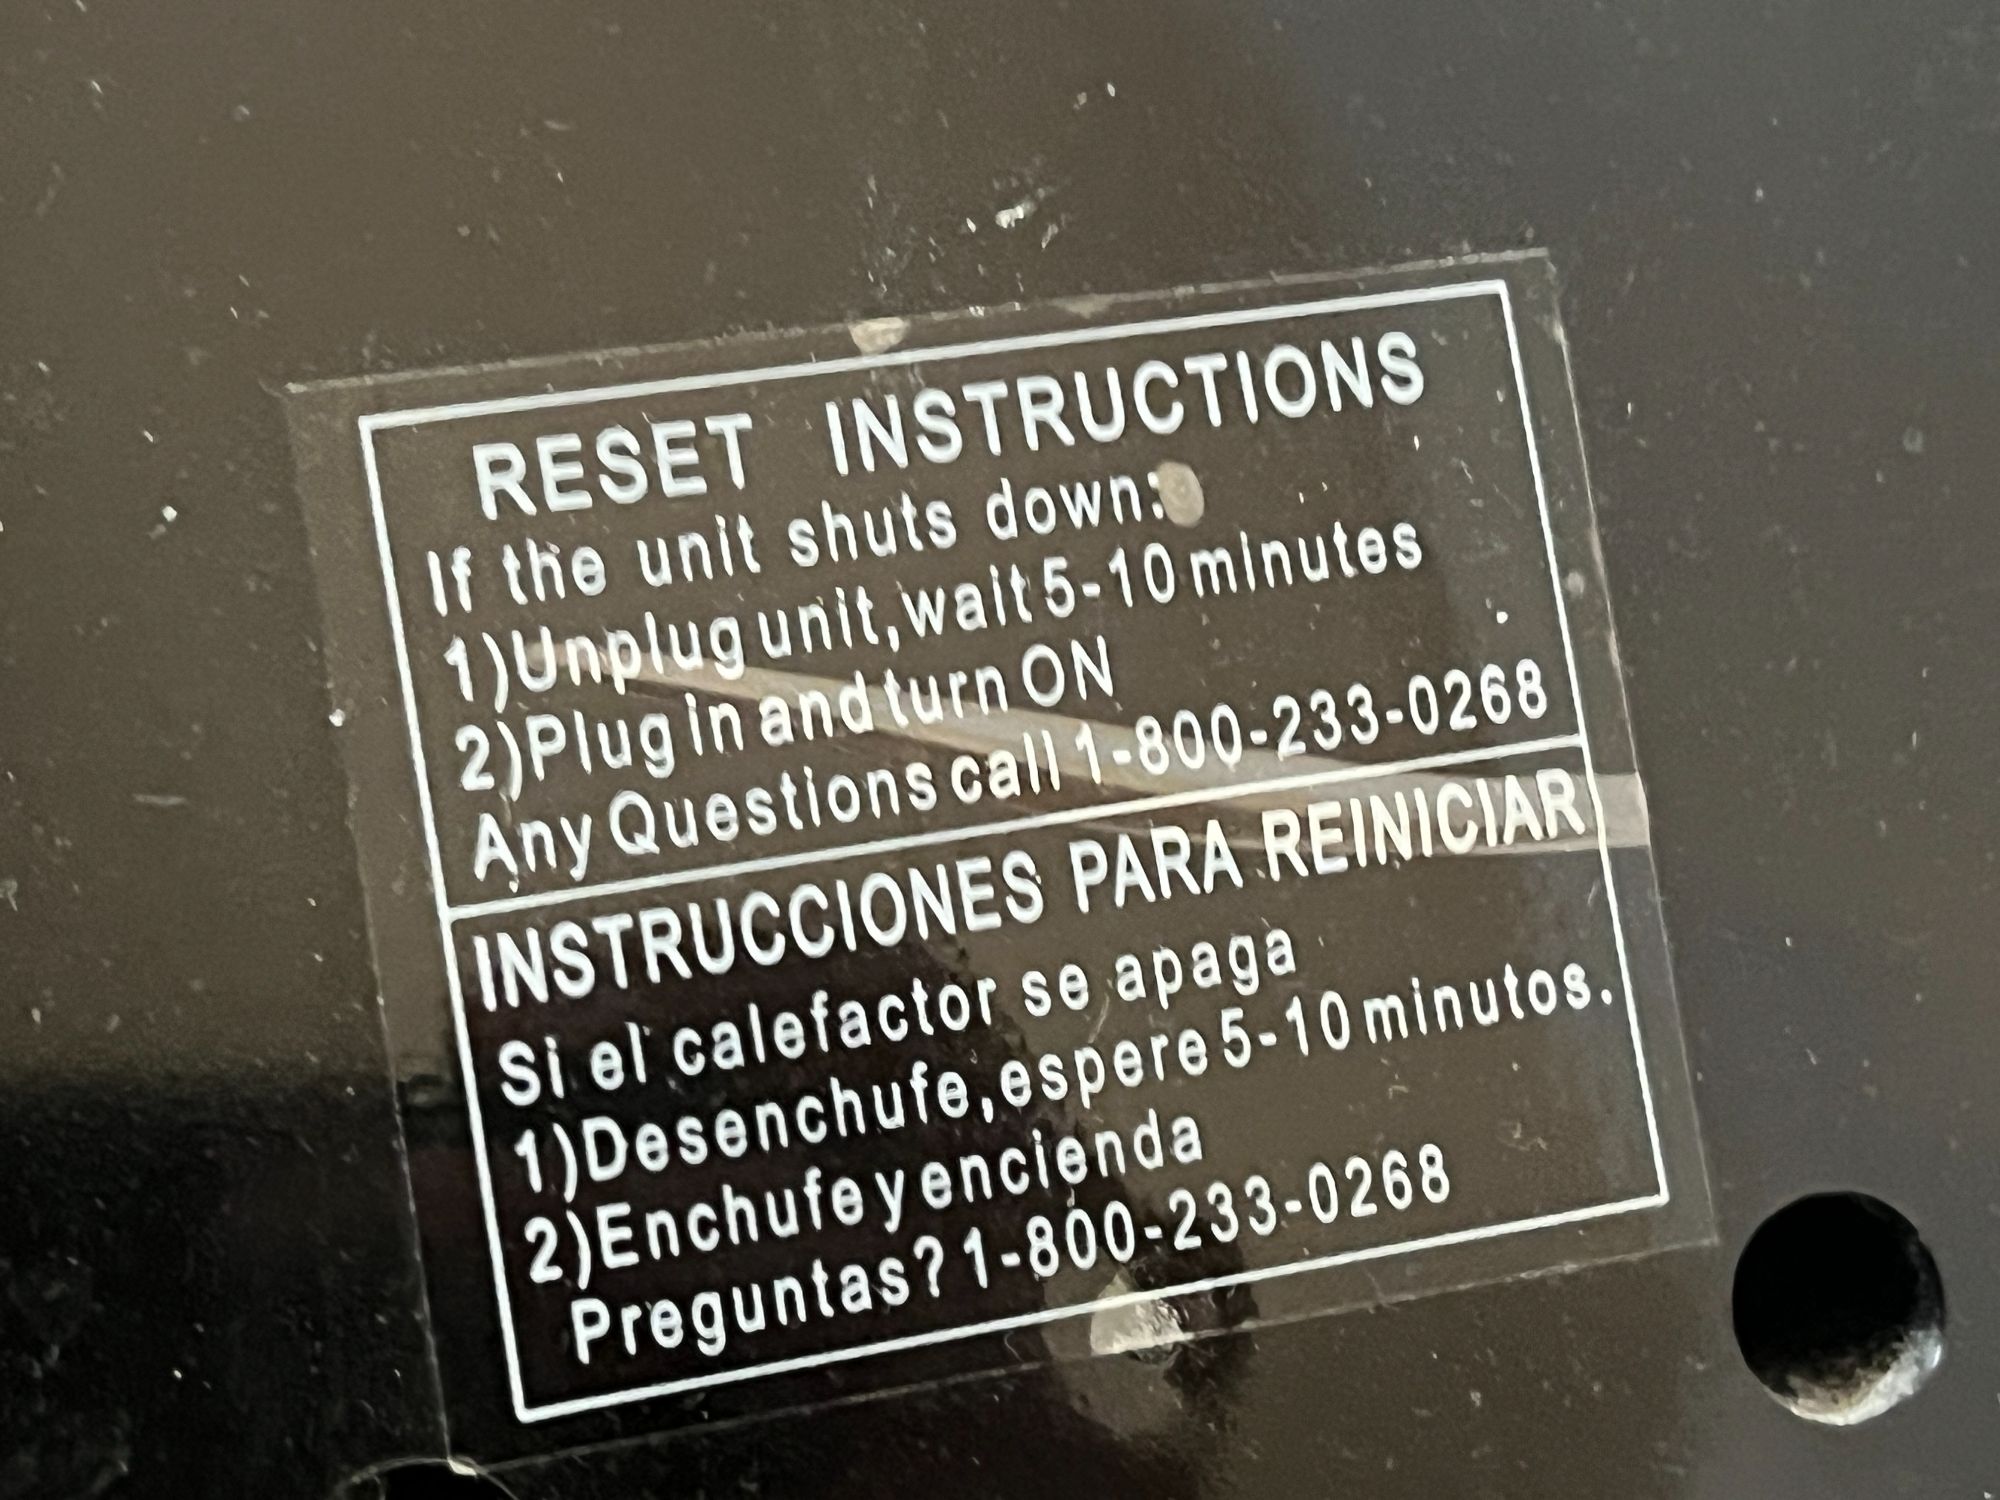 RESET INSTRUCTIONS
If the unit shuts down:
1)Unplug unit,wait 5-10 minutes
2)Plug in and turn ON
Any Questions call 1-800-233-0268
INSTRUCCIONES PARA REINICIAR
Si el calefactor se apaga
1)Desenchufe,espere 5-10 minutos.
2)Enchufe y encienda
Preguntas? 1-800-233-0268